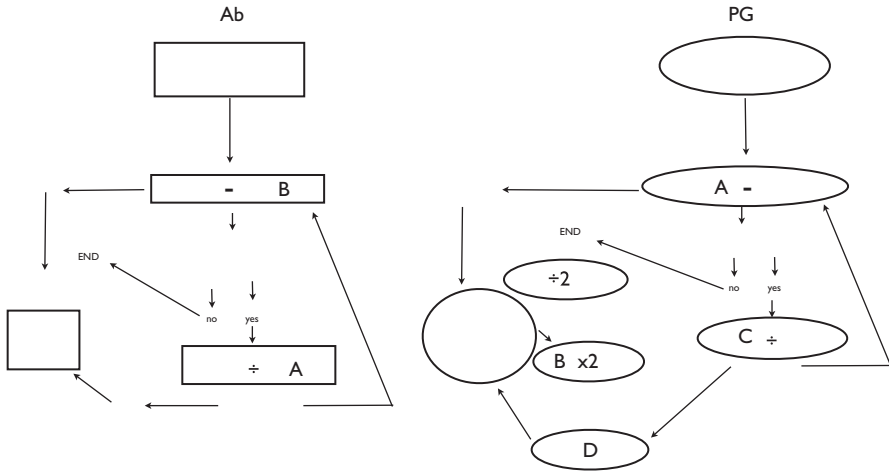 Ab
- B
END
no yes
÷ A
PG
A -
END
÷2
no yes
C ÷
B x2
D